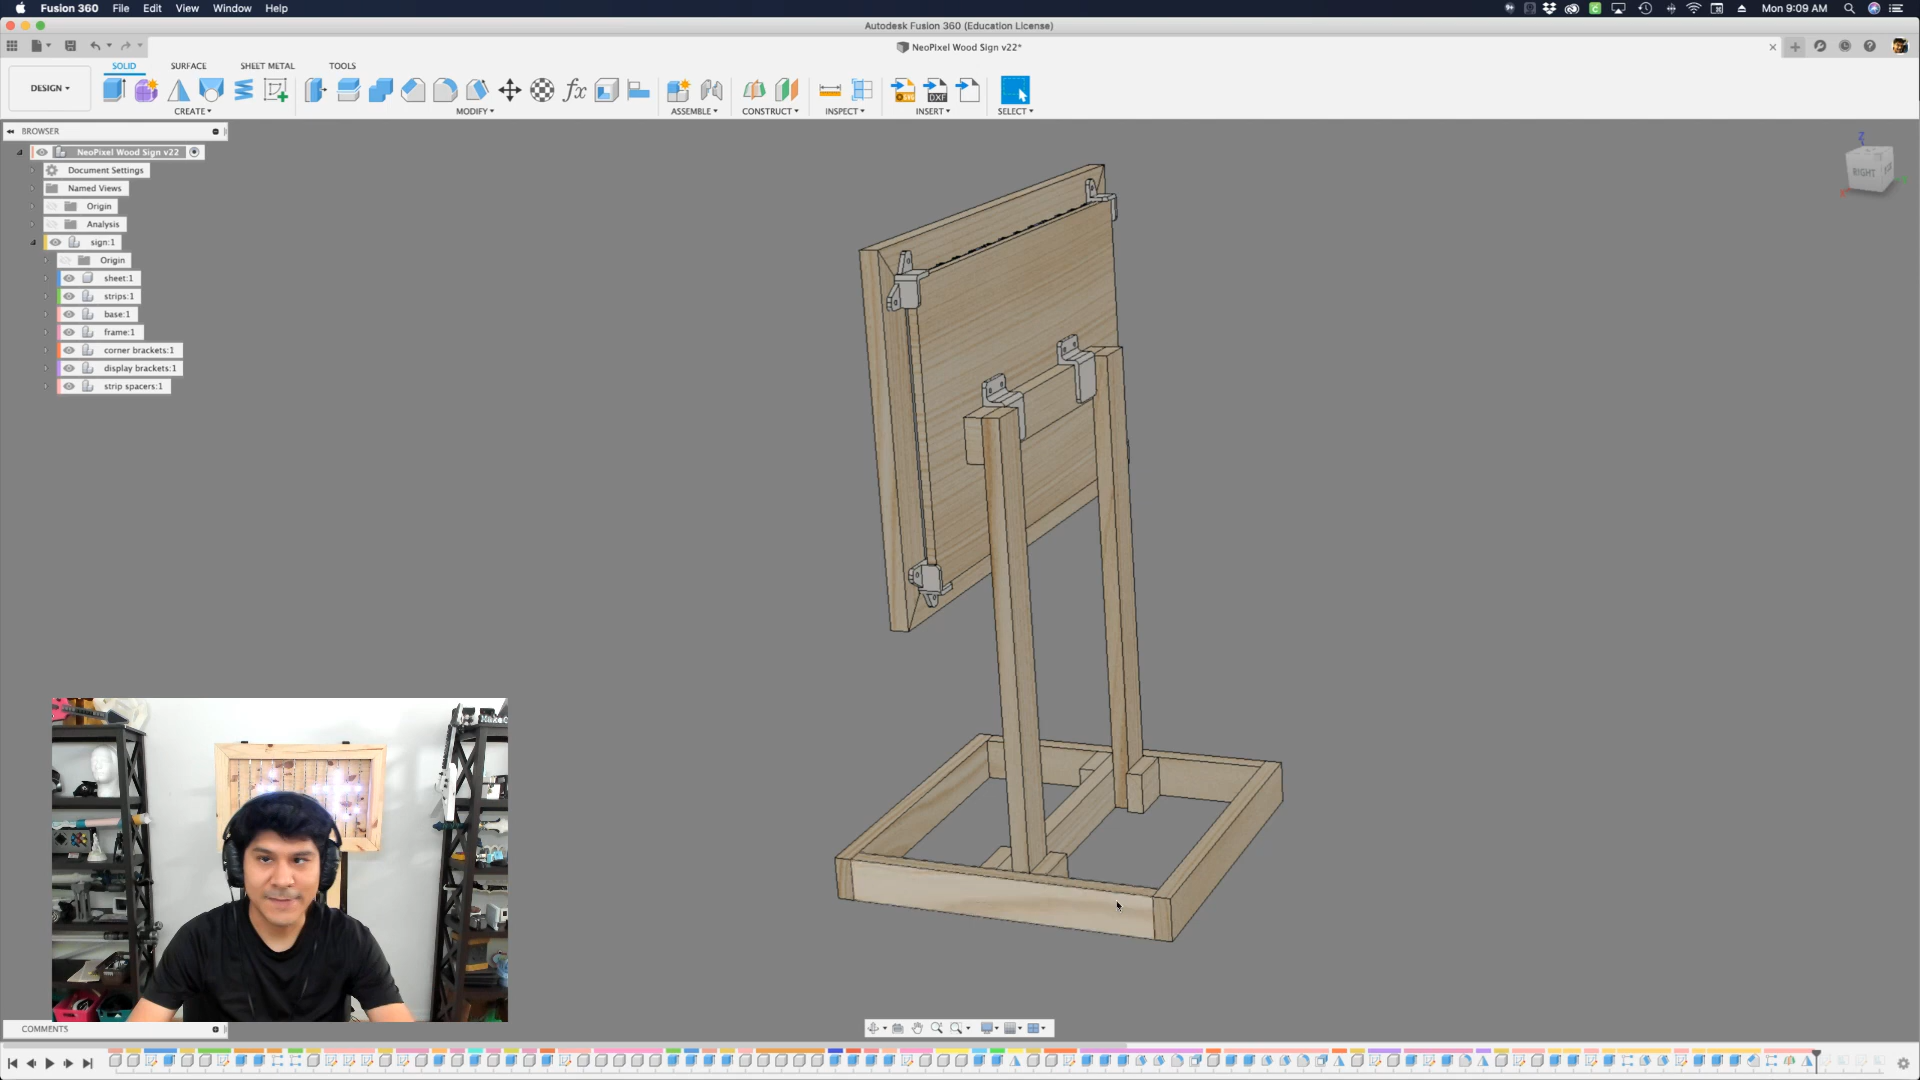 Fusion 360 File Edit View Window Help Mon 9:09 AM
Autodesk Fusion 360 (Education License)
NeoPixel Wood Sign v22*
SOLID SURFACE SHEET METAL TOOLS
DESIGN
CREATE MODIFY ASSEMBLE CONSTRUCT INSPECT INSERT SELECT
BROWSER
NeoPixel Wood Sign v22
Document Settings
Named Views
Origin
Analysis
sign:1
Origin
sheet:1
strips:1
base:1
frame:1
corner brackets:1
display brackets:1
strip spacers:1
Z
RIGHT
COMMENTS